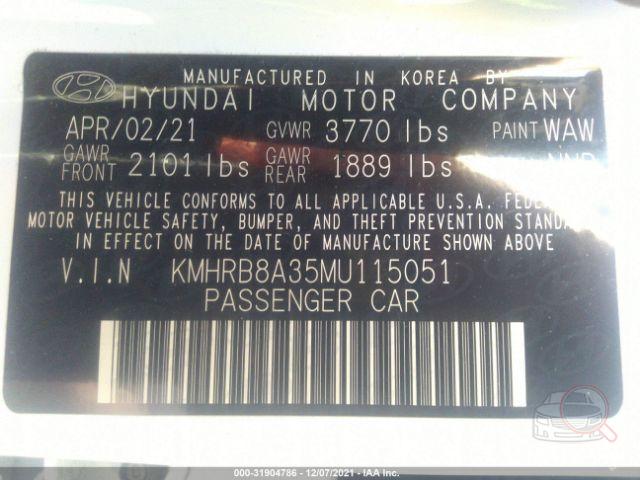 MANUFACTURED IN KOREA BY
HYUNDAI MOTOR COMPANY
APR/02/21 GVWR 3770 lbs PAINT WAW
GAWR FRONT 2101 lbs GAWR REAR 1889 lbs
THIS VEHICLE CONFORMS TO ALL APPLICABLE U.S.A.
MOTOR VEHICLE SAFETY, BUMPER, AND THEFT PREVENTION
IN EFFECT ON THE DATE OF MANUFACTURE SHOWN ABOVE
V.I.N KMHRB8A35MU115051
PASSENGER CAR
000-31904786 - 12/07/2021 - IAA Inc.